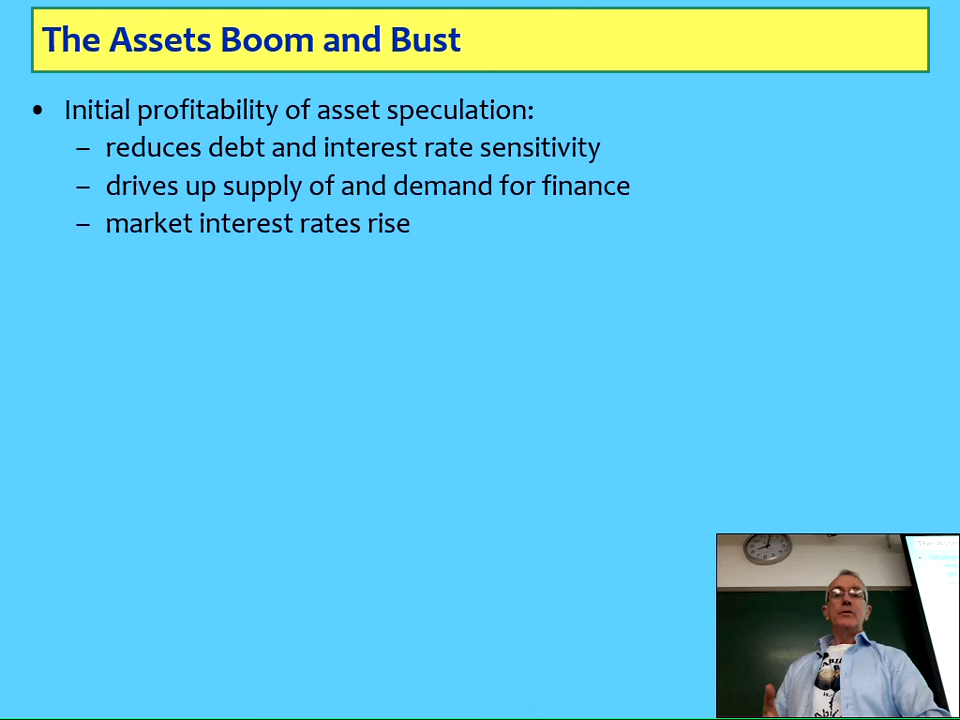 The Assets Boom and Bust
• Initial profitability of asset speculation:
– reduces debt and interest rate sensitivity
– drives up supply of and demand for finance
– market interest rates rise